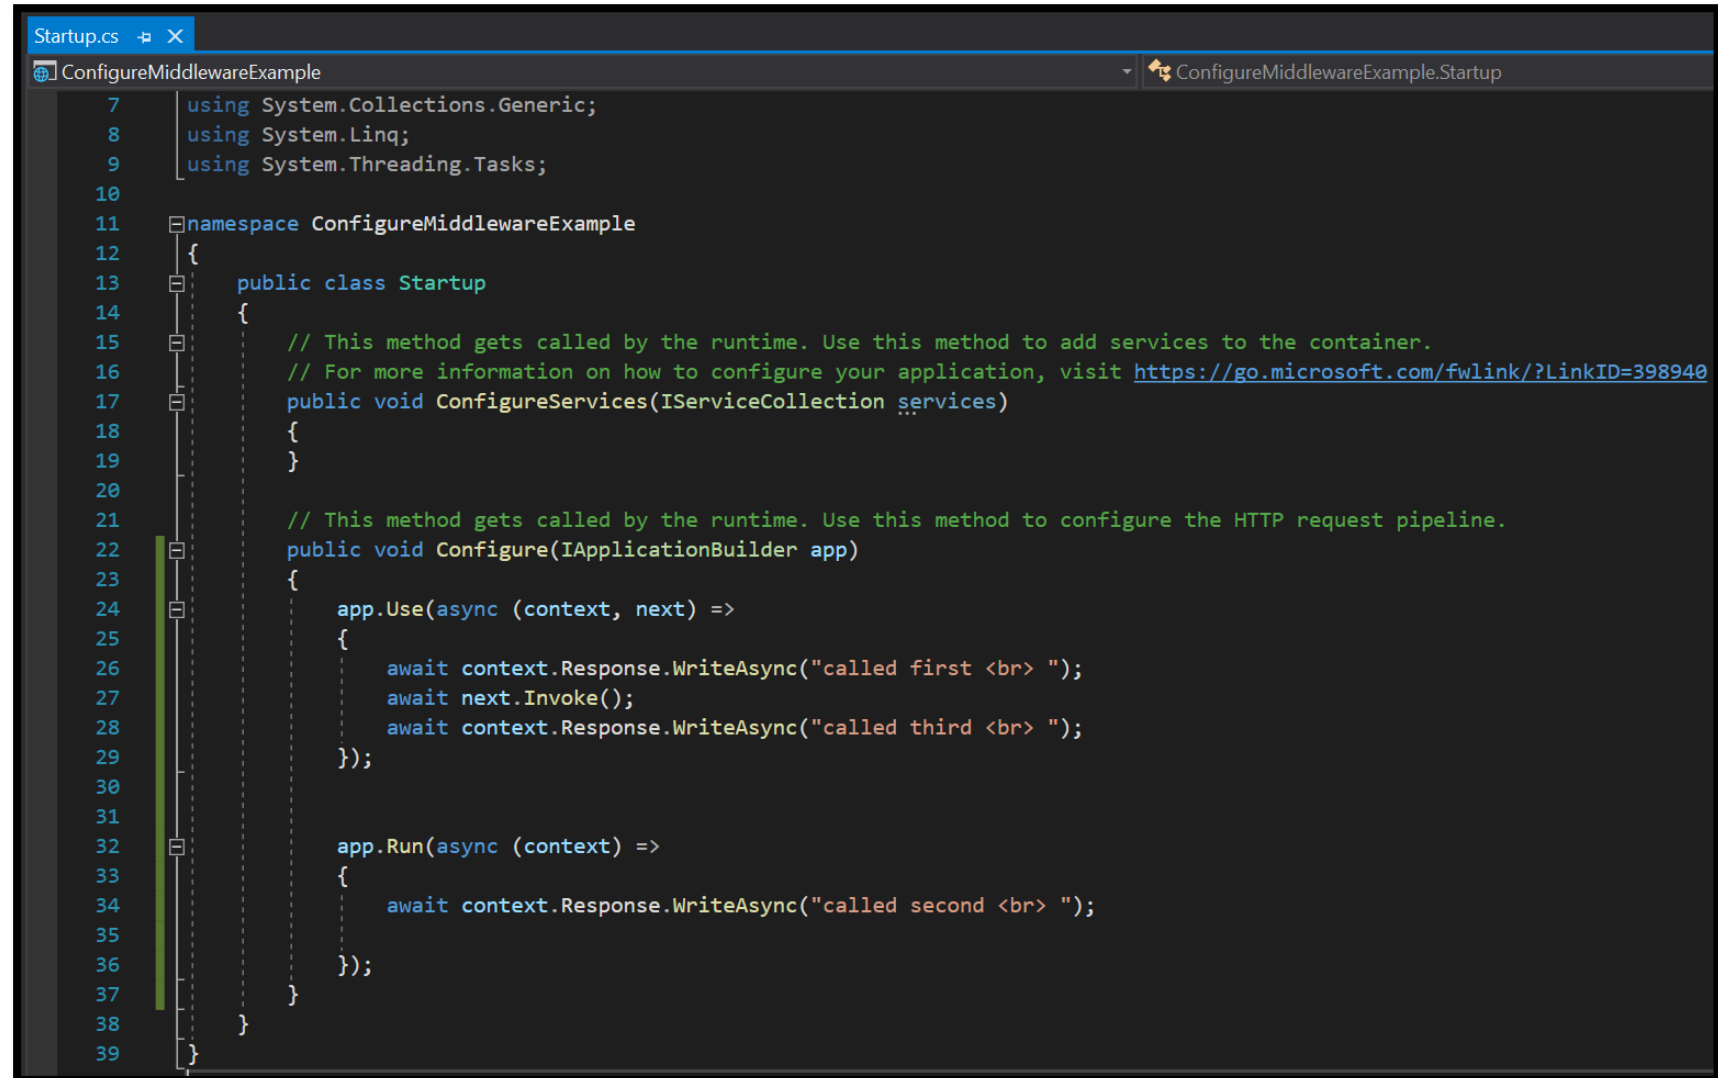 Startup.cs
ConfigureMiddlewareExample ConfigureMiddlewareExample.Startup
7 using System.Collections.Generic;
8 using System.Linq;
9 using System.Threading.Tasks;
10
11 namespace ConfigureMiddlewareExample
12 {
13 public class Startup
14 {
15 // This method gets called by the runtime. Use this method to add services to the container.
16 // For more information on how to configure your application, visit https://go.microsoft.com/fwlink/?LinkID=398940
17 public void ConfigureServices(IServiceCollection services)
18 {
19 }
20
21 // This method gets called by the runtime. Use this method to configure the HTTP request pipeline.
22 public void Configure(IApplicationBuilder app)
23 {
24 app.Use(async (context, next) =>
25 {
26 await context.Response.WriteAsync("called first <br> ");
27 await next.Invoke();
28 await context.Response.WriteAsync("called third <br> ");
29 });
30
31
32 app.Run(async (context) =>
33 {
34 await context.Response.WriteAsync("called second <br> ");
35
36 });
37 }
38 }
39 }